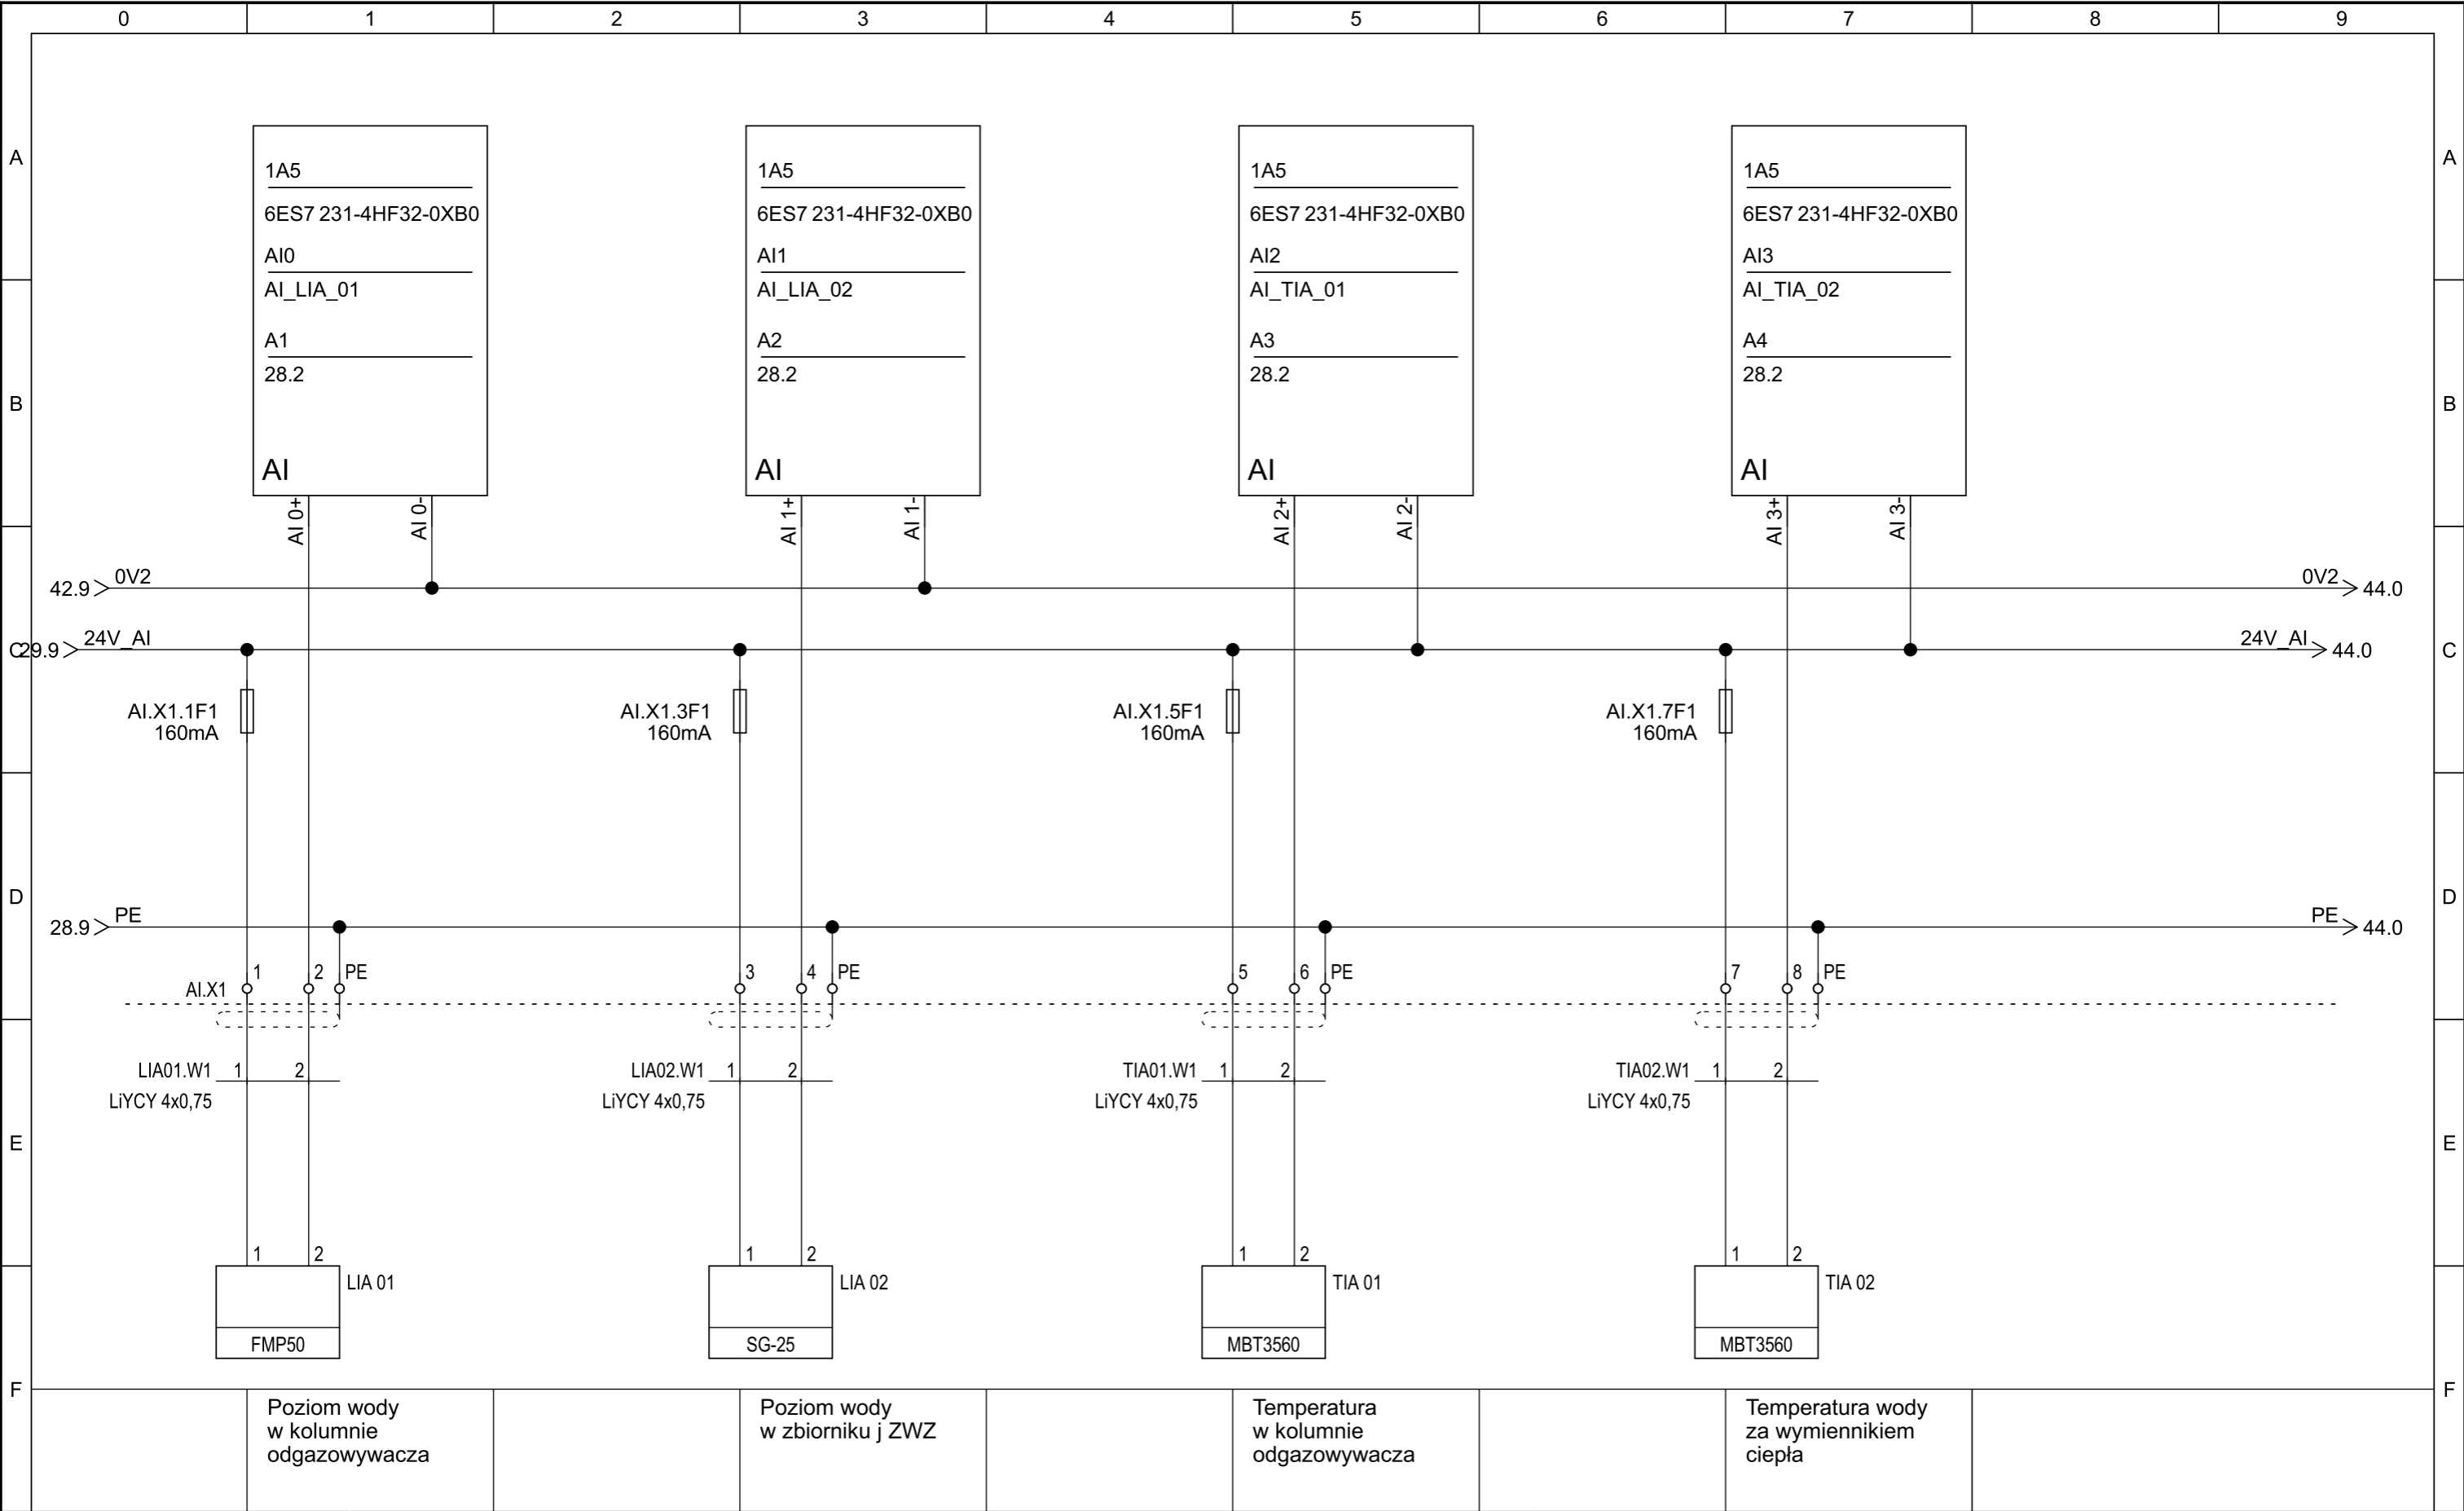 0 1 2 3 4 5 6 7 8 9
A A
1A5 1A5 1A5 1A5
6ES7 231-4HF32-0XB0 6ES7 231-4HF32-0XB0 6ES7 231-4HF32-0XB0 6ES7 231-4HF32-0XB0
AI0 AI1 AI2 AI3
AI_LIA_01 AI_LIA_02 AI_TIA_01 AI_TIA_02
A1 A2 A3 A4
28.2 28.2 28.2 28.2
B B
AI AI AI AI
AI 0+ AI 0- AI 1+ AI 1- AI 2+ AI 2- AI 3+ AI 3-
42.9 0V2 0V2 44.0
C 29.9 24V_AI 24V_AI 44.0 C
AI.X1.1F1 AI.X1.3F1 AI.X1.5F1 AI.X1.7F1
160mA 160mA 160mA 160mA
D D
28.9 PE PE 44.0
1 2 PE 3 4 PE 5 6 PE 7 8 PE
AI.X1
LIA01.W1 1 2 LIA02.W1 1 2 TIA01.W1 1 2 TIA02.W1 1 2
LiYCY 4x0,75 LiYCY 4x0,75 LiYCY 4x0,75 LiYCY 4x0,75
E E
1 2 1 2 1 2 1 2
LIA 01 LIA 02 TIA 01 TIA 02
FMP50 SG-25 MBT3560 MBT3560
F F
Poziom wody
w kolumnie
odgazowywacza
Poziom wody
w zbiorniku j ZWZ
Temperatura
w kolumnie
odgazowywacza
Temperatura wody
za wymiennikiem
ciepła